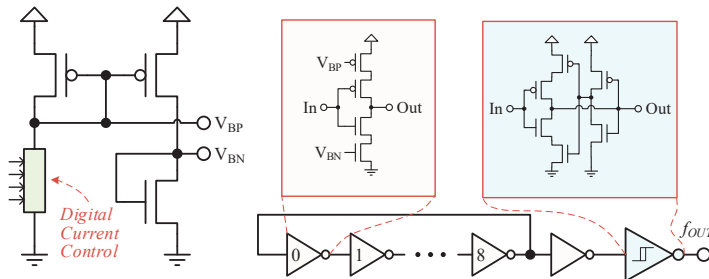 V_BP
V_BN
Digital
Current
Control
V_BP
In
Out
V_BN
In
Out
0
1
8
f_OUT